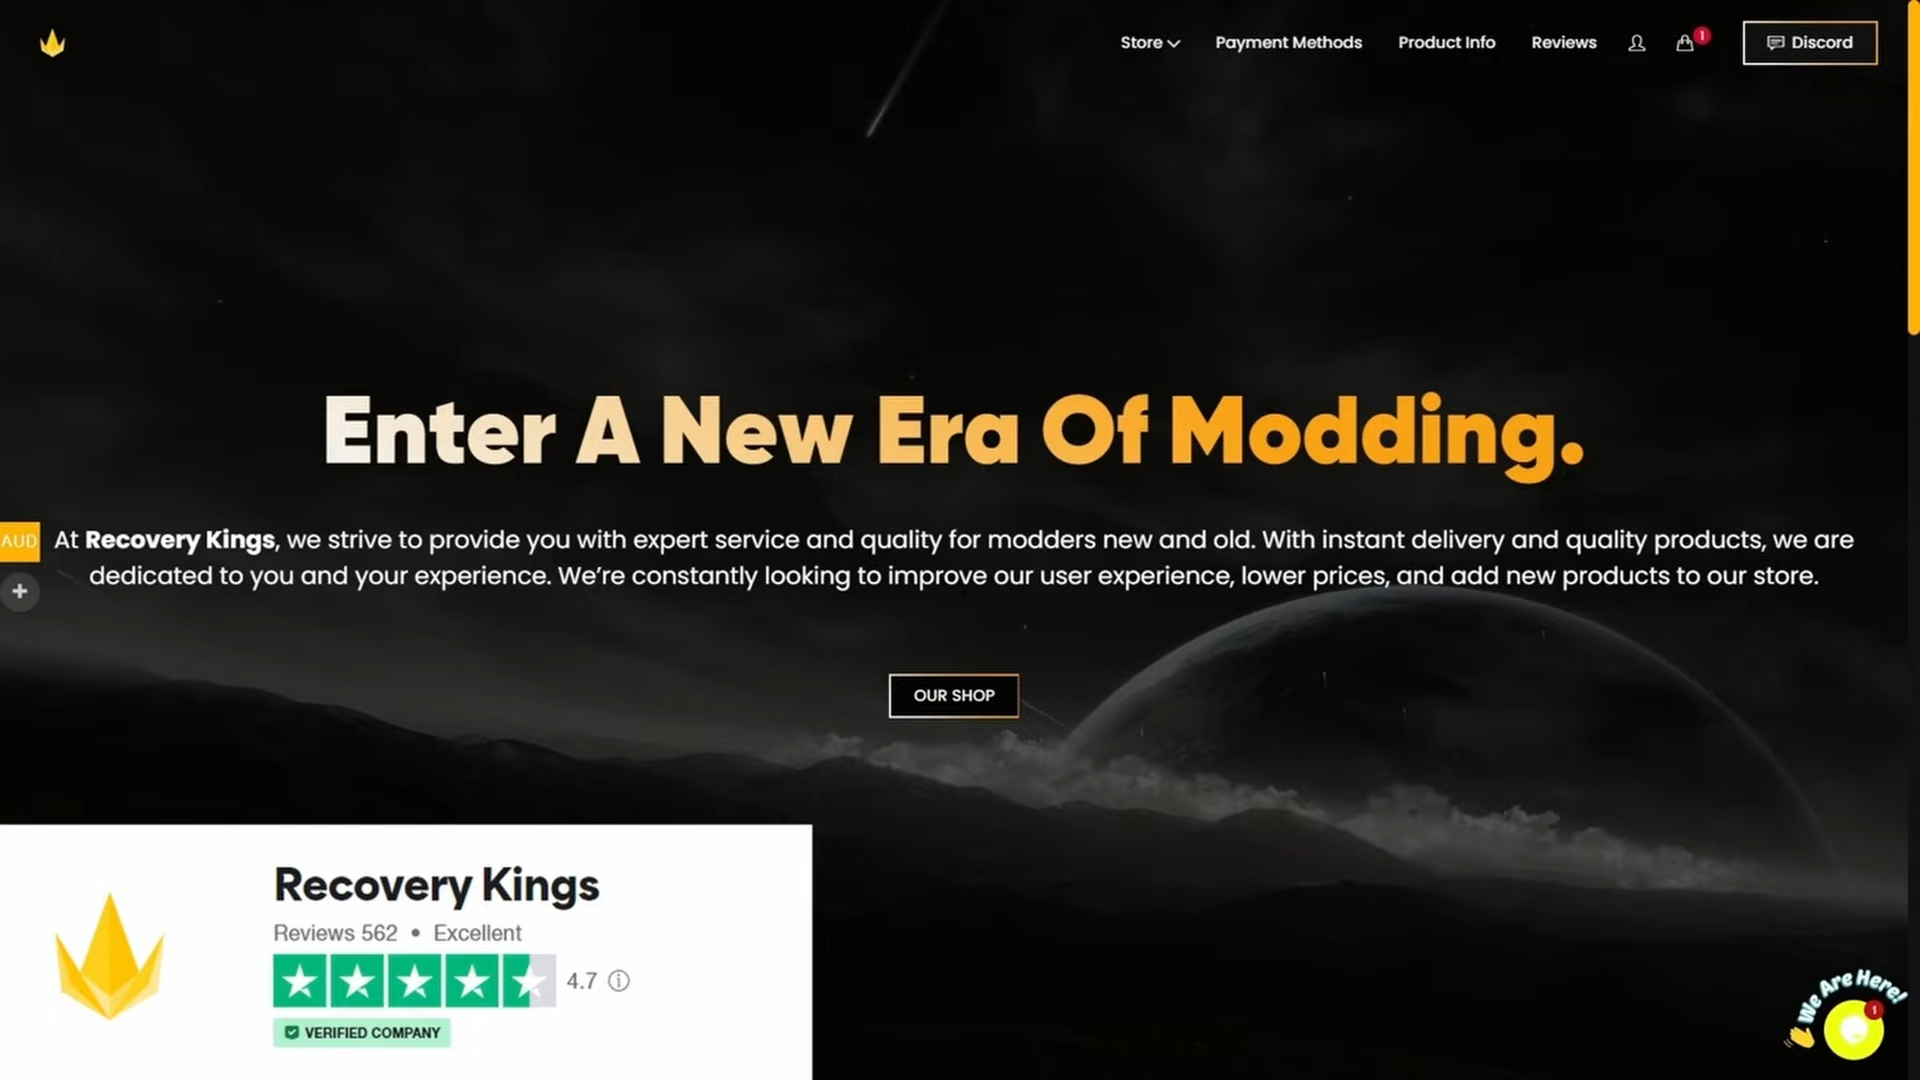 Store
Payment Methods
Product Info
Reviews
1
Discord
Enter A New Era Of Modding.
AUD
At Recovery Kings, we strive to provide you with expert service and quality for modders new and old. With instant delivery and quality products, we are
dedicated to you and your experience. We’re constantly looking to improve our user experience, lower prices, and add new products to our store.
OUR SHOP
Recovery Kings
Reviews 562 • Excellent
4.7
VERIFIED COMPANY
We Are Here!
1